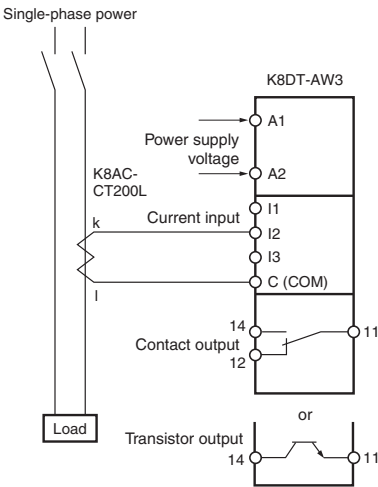 Single-phase power
K8DT-AW3
A1
Power supply
voltage
A2
K8AC-
CT200L
I1
k
Current input
I2
I3
C (COM)
l
14
11
Contact output
12
or
Load
Transistor output
14
11